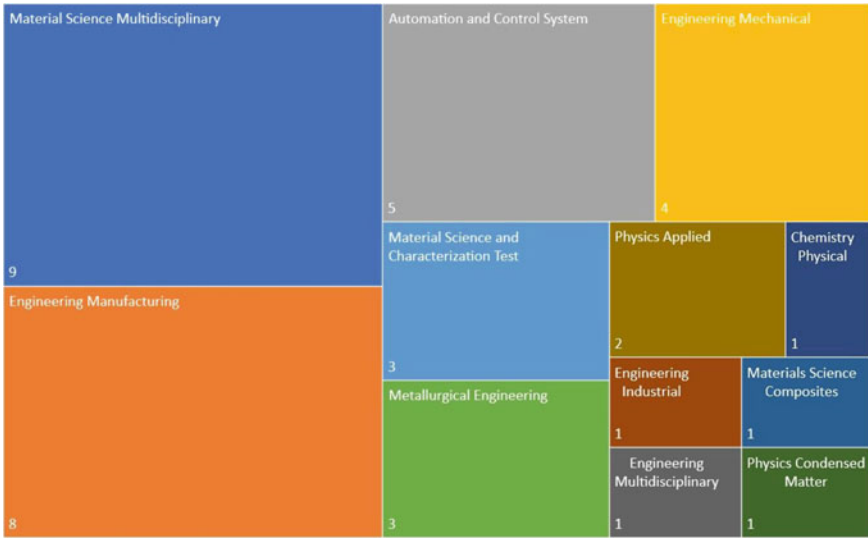 Material Science Multidisciplinary
9
Engineering Manufacturing
8
Automation and Control System
5
Engineering Mechanical
4
Material Science and
Characterization Test
3
Metallurgical Engineering
3
Physics Applied
2
Chemistry
Physical
1
Engineering
Industrial
1
Materials Science
Composites
1
Engineering
Multidisciplinary
1
Physics Condensed
Matter
1